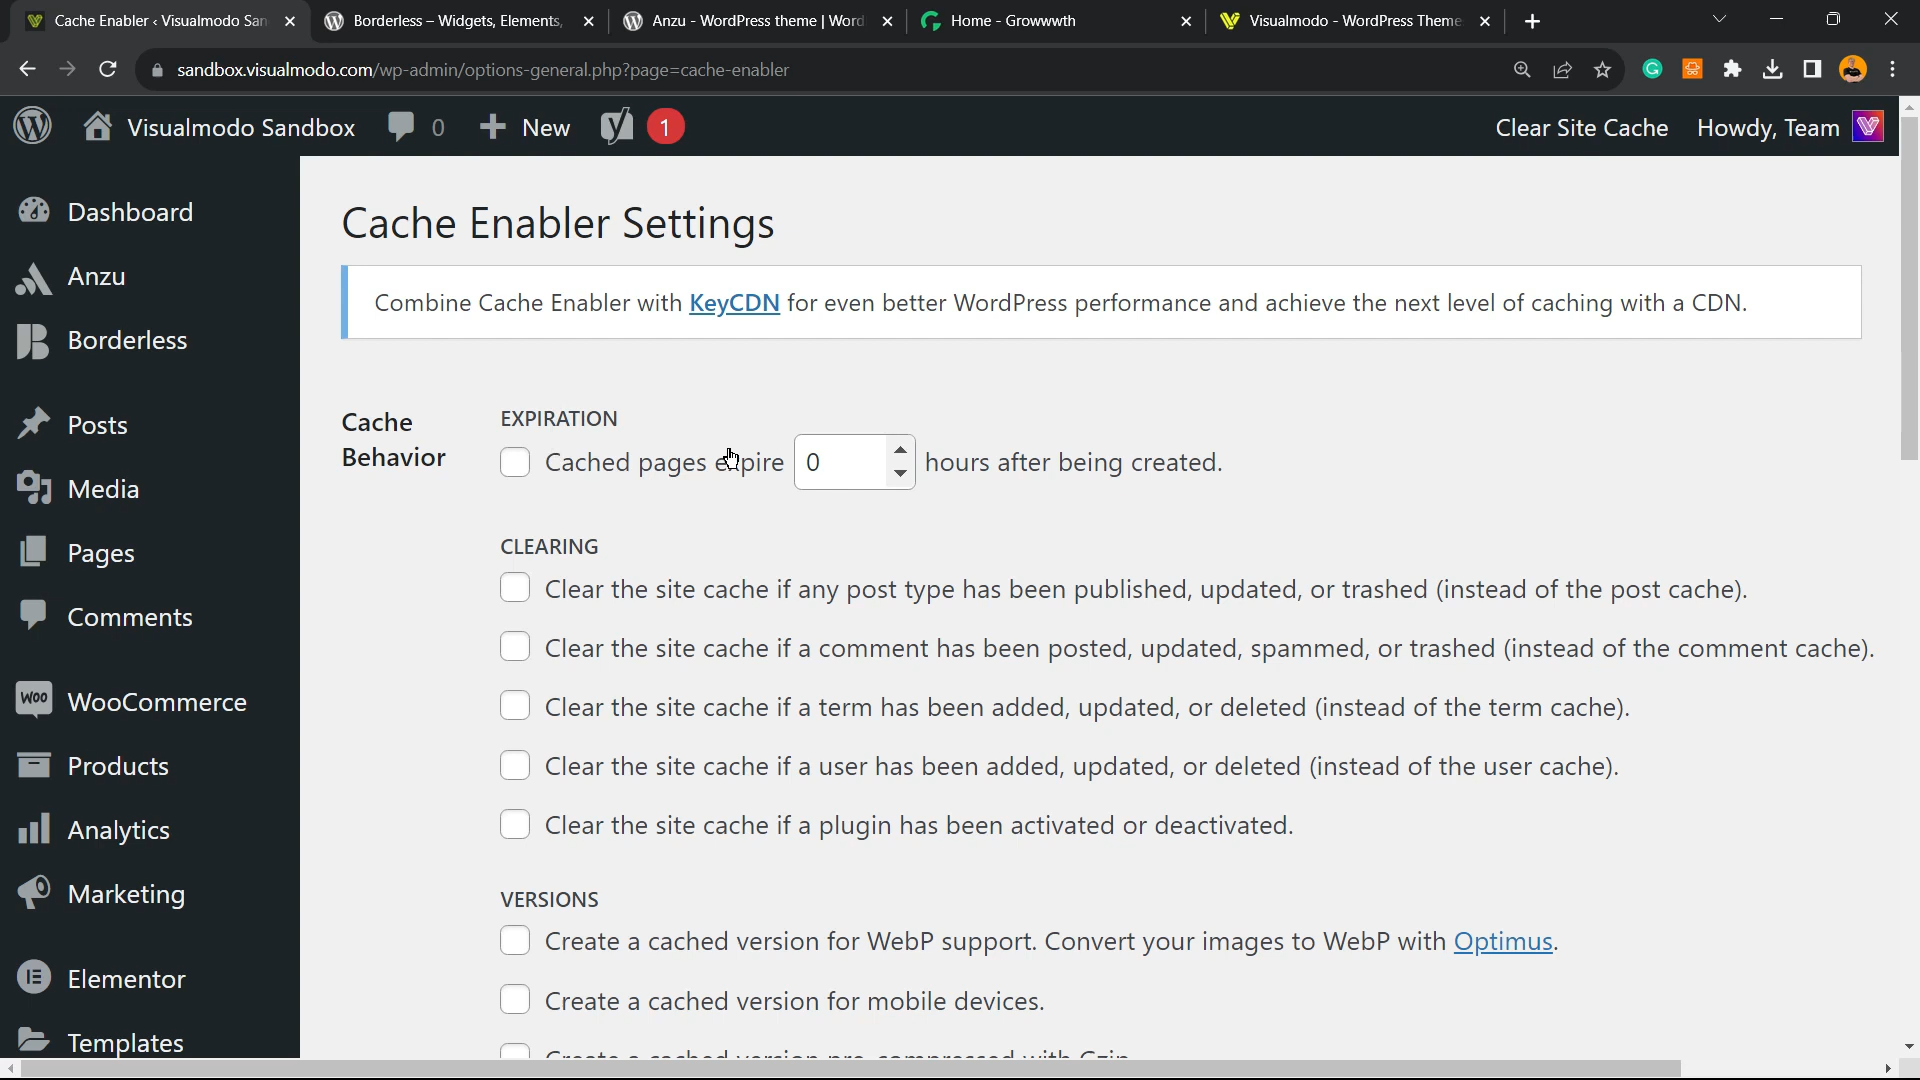 Cache Enabler ‹ Visualmodo San
Borderless – Widgets, Elements,
Anzu - WordPress theme | Word
Home - Growwwth
Visualmodo - WordPress Theme
sandbox.visualmodo.com/wp-admin/options-general.php?page=cache-enabler
Visualmodo Sandbox
0
New
1
Clear Site Cache
Howdy, Team
Dashboard
Anzu
Borderless
Posts
Media
Pages
Comments
WOO
WooCommerce
Products
Analytics
Marketing
Elementor
Templates
Cache Enabler Settings
Combine Cache Enabler with KeyCDN for even better WordPress performance and achieve the next level of caching with a CDN.
Cache
Behavior
EXPIRATION
Cached pages expire 0 hours after being created.
CLEARING
Clear the site cache if any post type has been published, updated, or trashed (instead of the post cache).
Clear the site cache if a comment has been posted, updated, spammed, or trashed (instead of the comment cache).
Clear the site cache if a term has been added, updated, or deleted (instead of the term cache).
Clear the site cache if a user has been added, updated, or deleted (instead of the user cache).
Clear the site cache if a plugin has been activated or deactivated.
VERSIONS
Create a cached version for WebP support. Convert your images to WebP with Optimus.
Create a cached version for mobile devices.
Create a cached version pre-compressed with Gzip